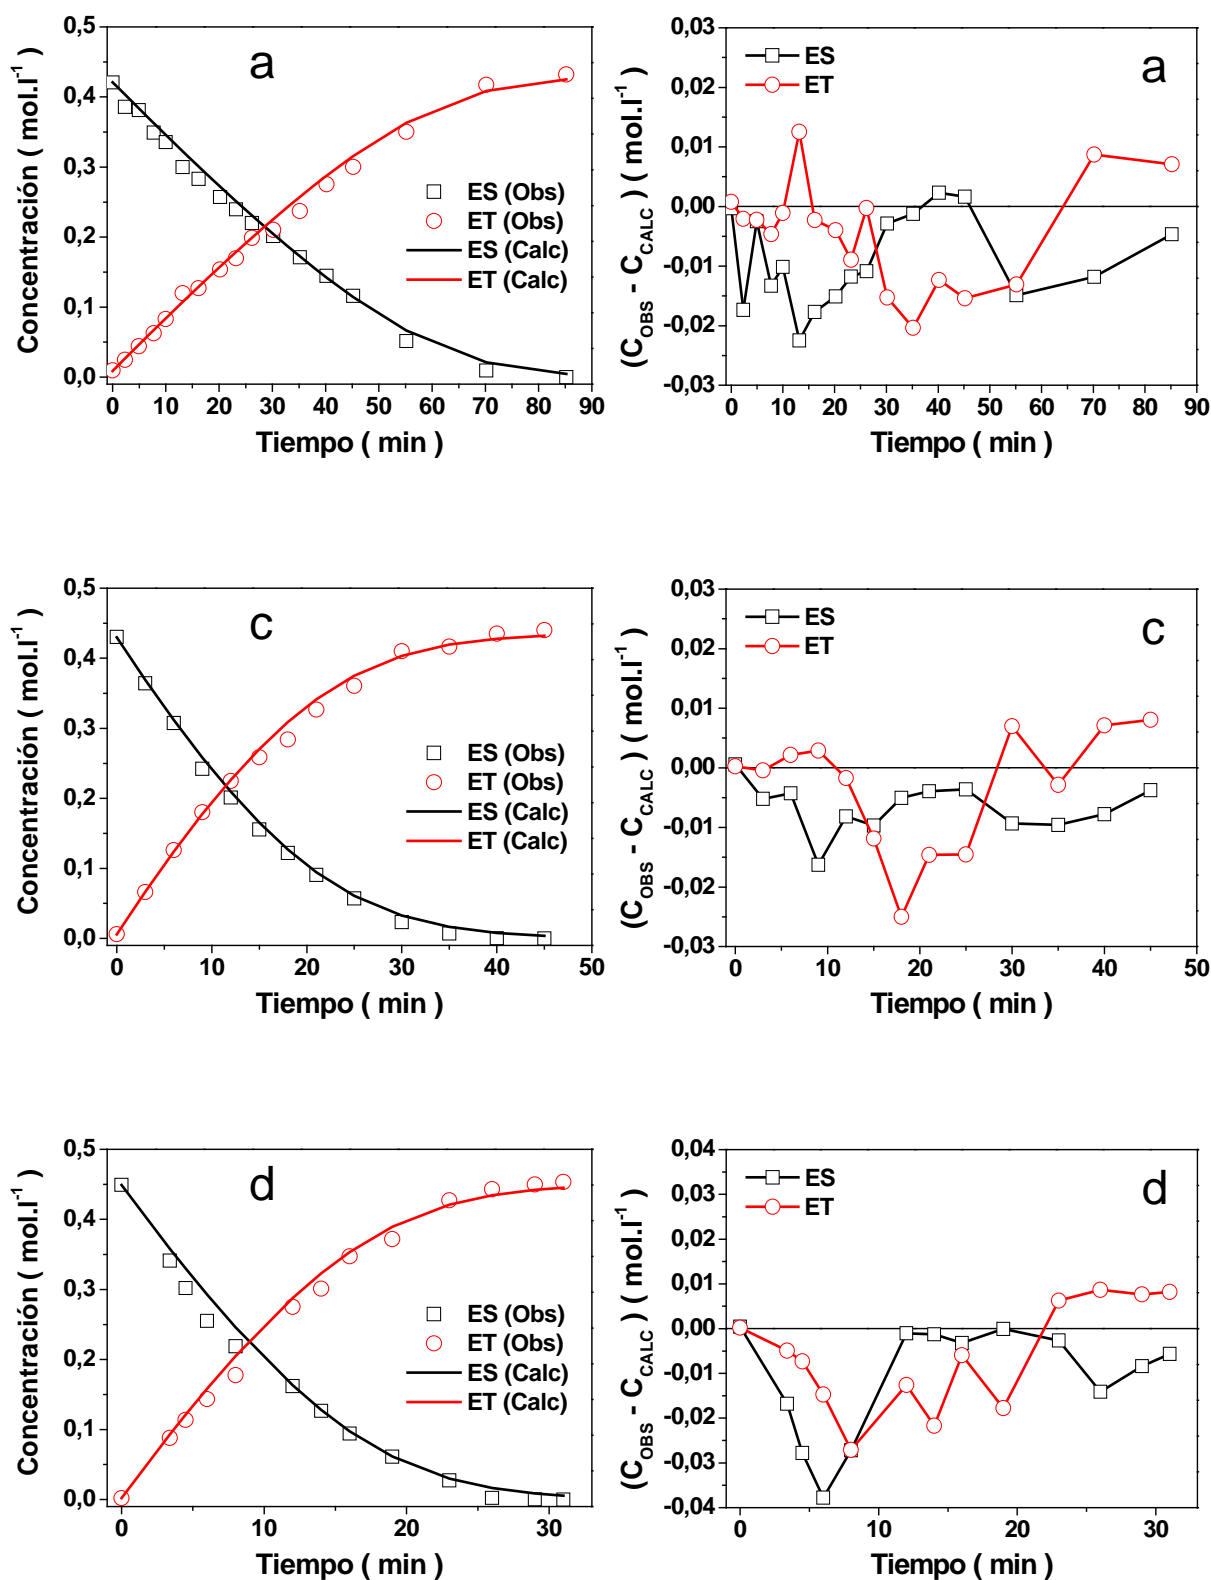 0,5
0,4
0,3
0,2
0,1
0,0
Concentración ( mol.l⁻¹ )
a
ES (Obs)
ET (Obs)
ES (Calc)
ET (Calc)
0 10 20 30 40 50 60 70 80 90
Tiempo ( min )
0,03
0,02
0,01
0,00
-0,01
-0,02
-0,03
(C_OBS - C_CALC) ( mol.l⁻¹ )
ES
ET
a
0 10 20 30 40 50 60 70 80 90
Tiempo ( min )
0,5
0,4
0,3
0,2
0,1
0,0
Concentración ( mol.l⁻¹ )
c
ES (Obs)
ET (Obs)
ES (Calc)
ET (Calc)
0 10 20 30 40 50
Tiempo ( min )
0,03
0,02
0,01
0,00
-0,01
-0,02
-0,03
(C_OBS - C_CALC) ( mol.l⁻¹ )
ES
ET
c
0 10 20 30 40 50
Tiempo ( min )
0,5
0,4
0,3
0,2
0,1
0,0
Concentración ( mol.l⁻¹ )
d
ES (Obs)
ET (Obs)
ES (Calc)
ET (Calc)
0 10 20 30
Tiempo ( min )
0,04
0,03
0,02
0,01
0,00
-0,01
-0,02
-0,03
-0,04
(C_OBS - C_CALC) ( mol.l⁻¹ )
ES
ET
d
0 10 20 30
Tiempo ( min )